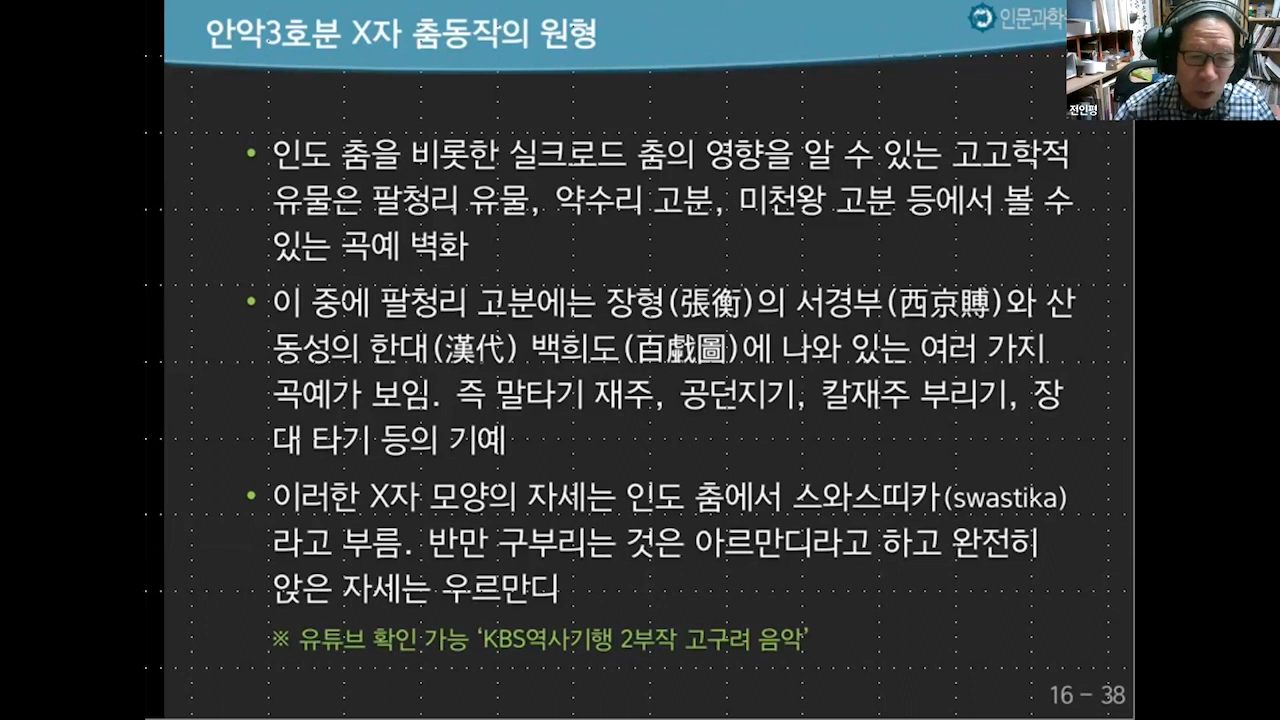 안악3호분 X자 춤동작의 원형
인문과학
전인평
• 인도 춤을 비롯한 실크로드 춤의 영향을 알 수 있는 고고학적
유물은 팔청리 유물, 약수리 고분, 미천왕 고분 등에서 볼 수
있는 곡예 벽화
• 이 중에 팔청리 고분에는 장형(張衡)의 서경부(西京賻)와 산
동성의 한대(漢代) 백희도(百戱圖)에 나와 있는 여러 가지
곡예가 보임. 즉 말타기 재주, 공던지기, 칼재주 부리기, 장
대 타기 등의 기예
• 이러한 X자 모양의 자세는 인도 춤에서 스와스띠카(swastika)
라고 부름. 반만 구부리는 것은 아르만디라고 하고 완전히
앉은 자세는 우르만디
※ 유튜브 확인 가능 ‘KBS역사기행 2부작 고구려 음악’
16 - 38